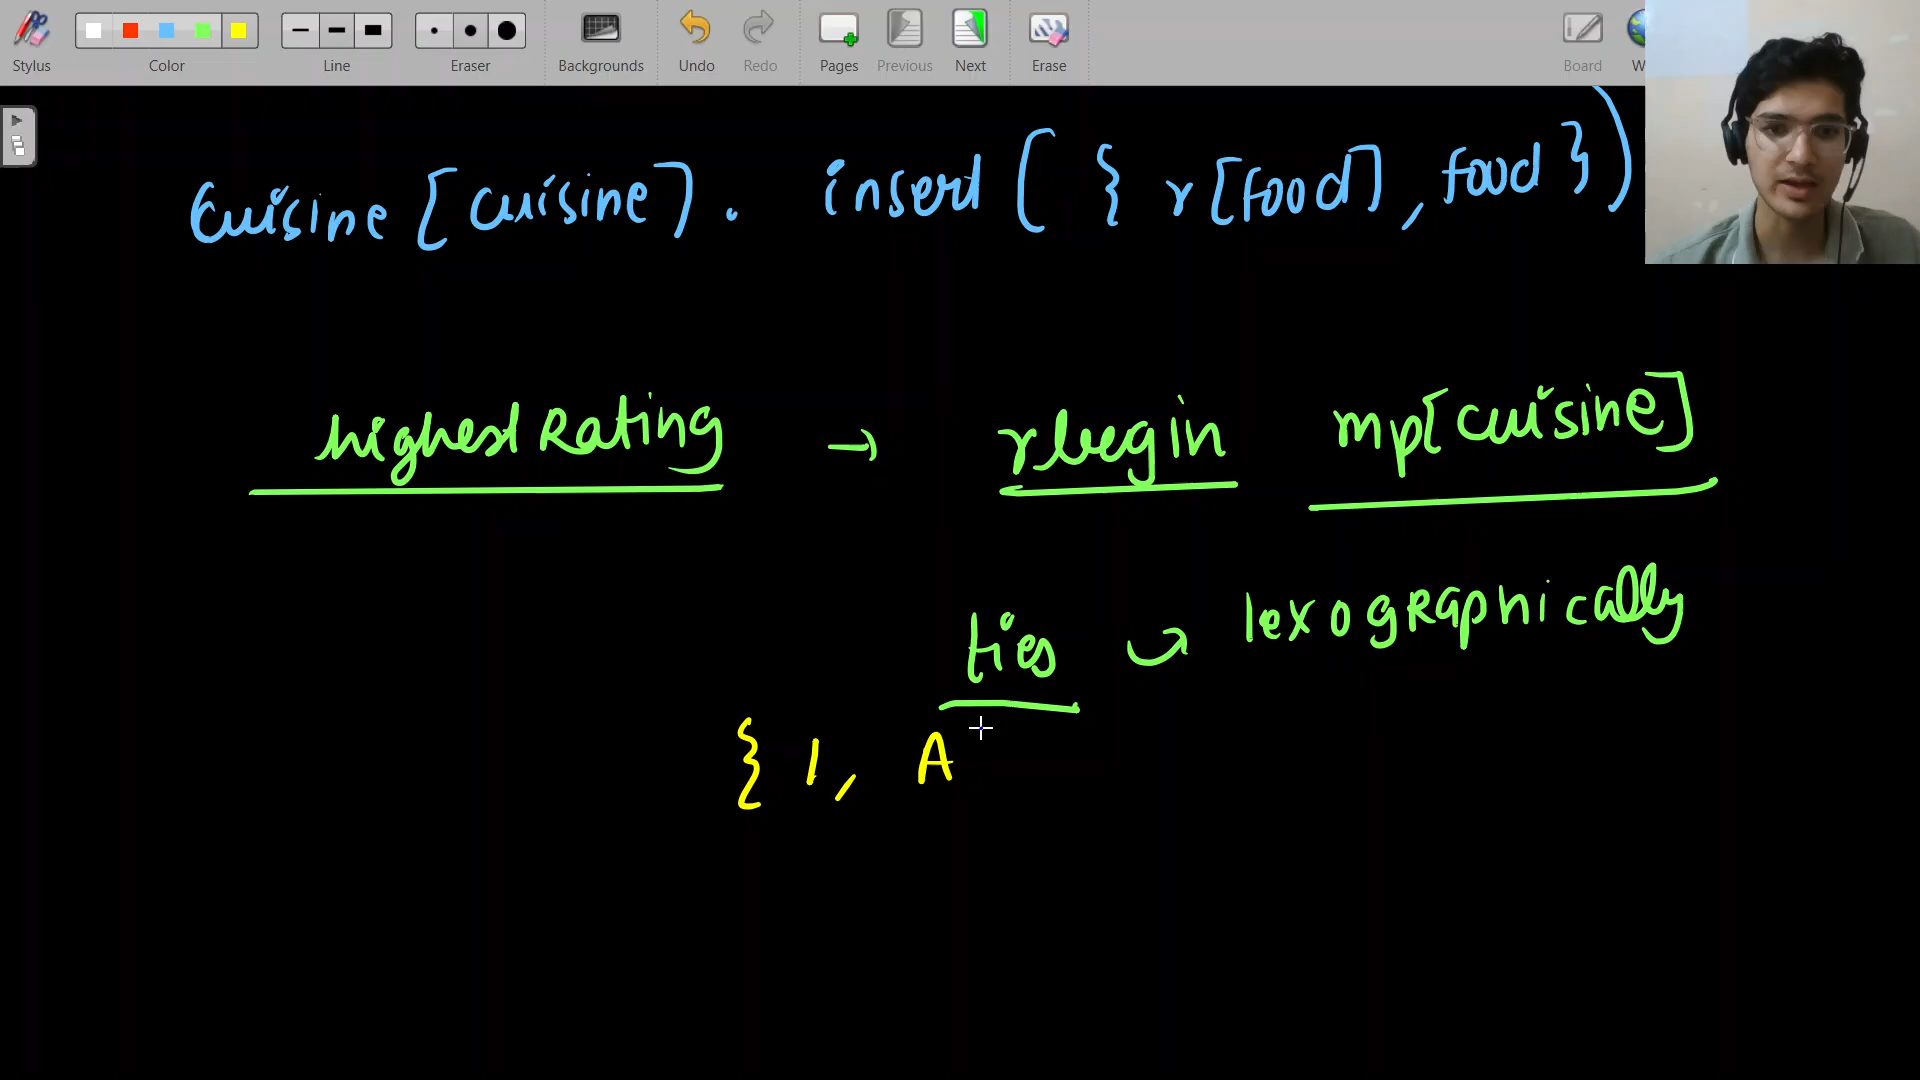 Stylus Color Line Eraser Backgrounds Undo Redo Pages Previous Next Erase Board W
Cuisine [cuisine]. insert ( { r[food], food } )
highest Rating → rbegin mp[cuisine]
ties lexographically
{ 1, A